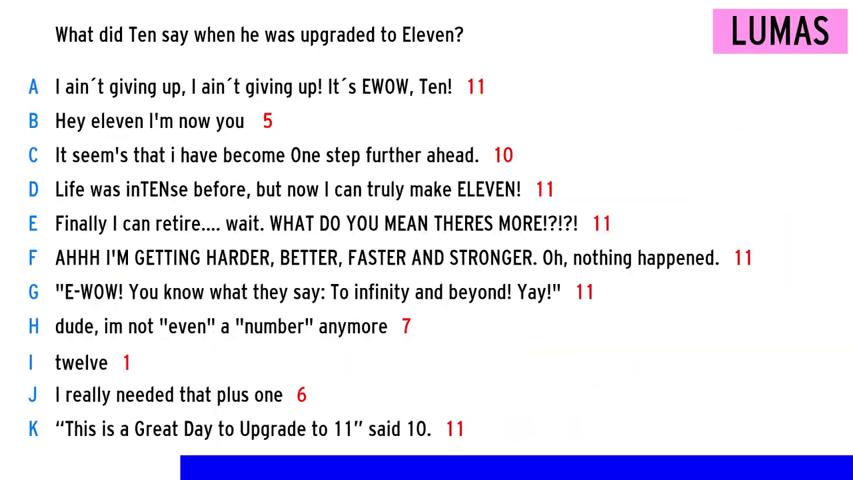 What did Ten say when he was upgraded to Eleven?
LUMAS
A I ain´t giving up, I ain´t giving up! It´s EWOW, Ten! 11
B Hey eleven I'm now you 5
C It seem's that i have become One step further ahead. 10
D Life was inTENse before, but now I can truly make ELEVEN! 11
E Finally I can retire.... wait. WHAT DO YOU MEAN THERES MORE!?!?! 11
F AHHH I'M GETTING HARDER, BETTER, FASTER AND STRONGER. Oh, nothing happened. 11
G "E-WOW! You know what they say: To infinity and beyond! Yay!" 11
H dude, im not "even" a "number" anymore 7
I twelve 1
J I really needed that plus one 6
K “This is a Great Day to Upgrade to 11” said 10. 11